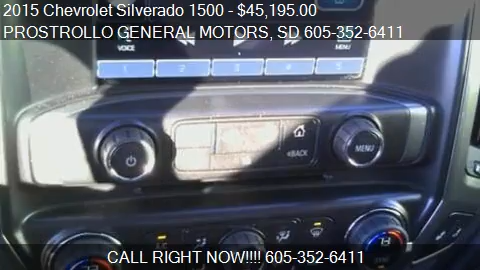 2015 Chevrolet Silverado 1500 - $45,195.00
PROSTROLLO GENERAL MOTORS, SD 605-352-6411
VOICE
1 2 3 4 5
BACK
MENU
CALL RIGHT NOW!!!! 605-352-6411